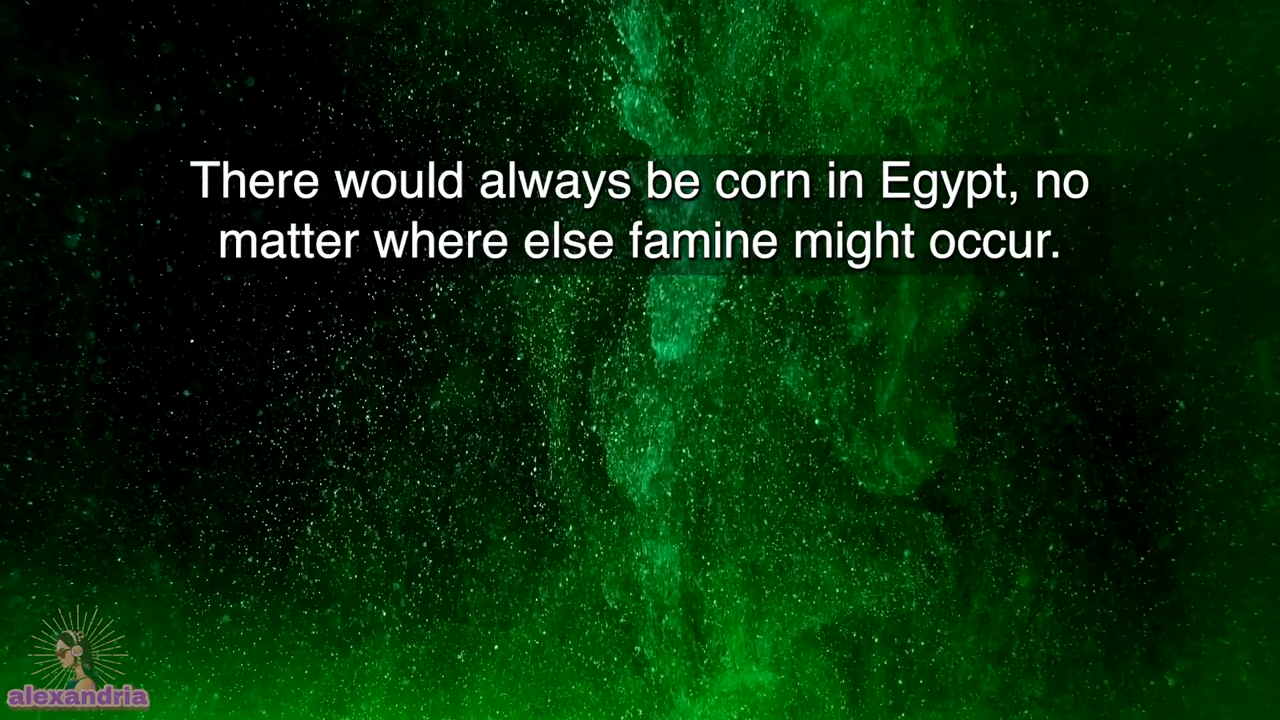 There would always be corn in Egypt, no
matter where else famine might occur.
alexandria